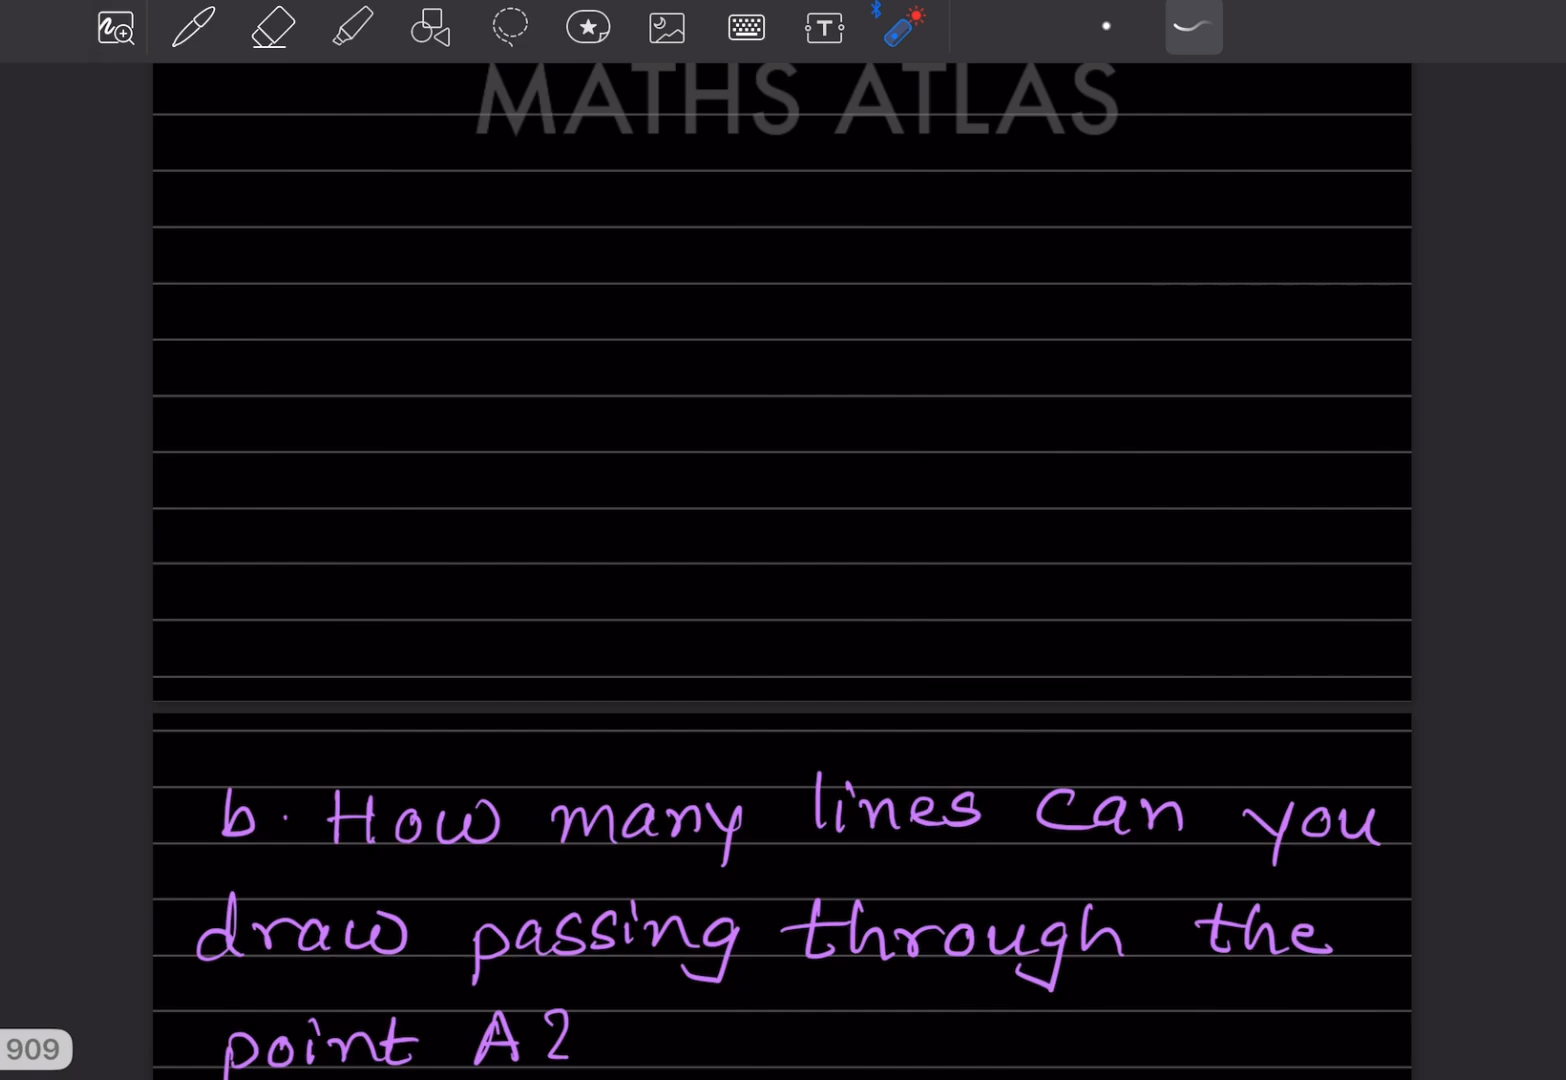 MATHS ATLAS
b. How many lines can you
draw passing through the
point A?
909